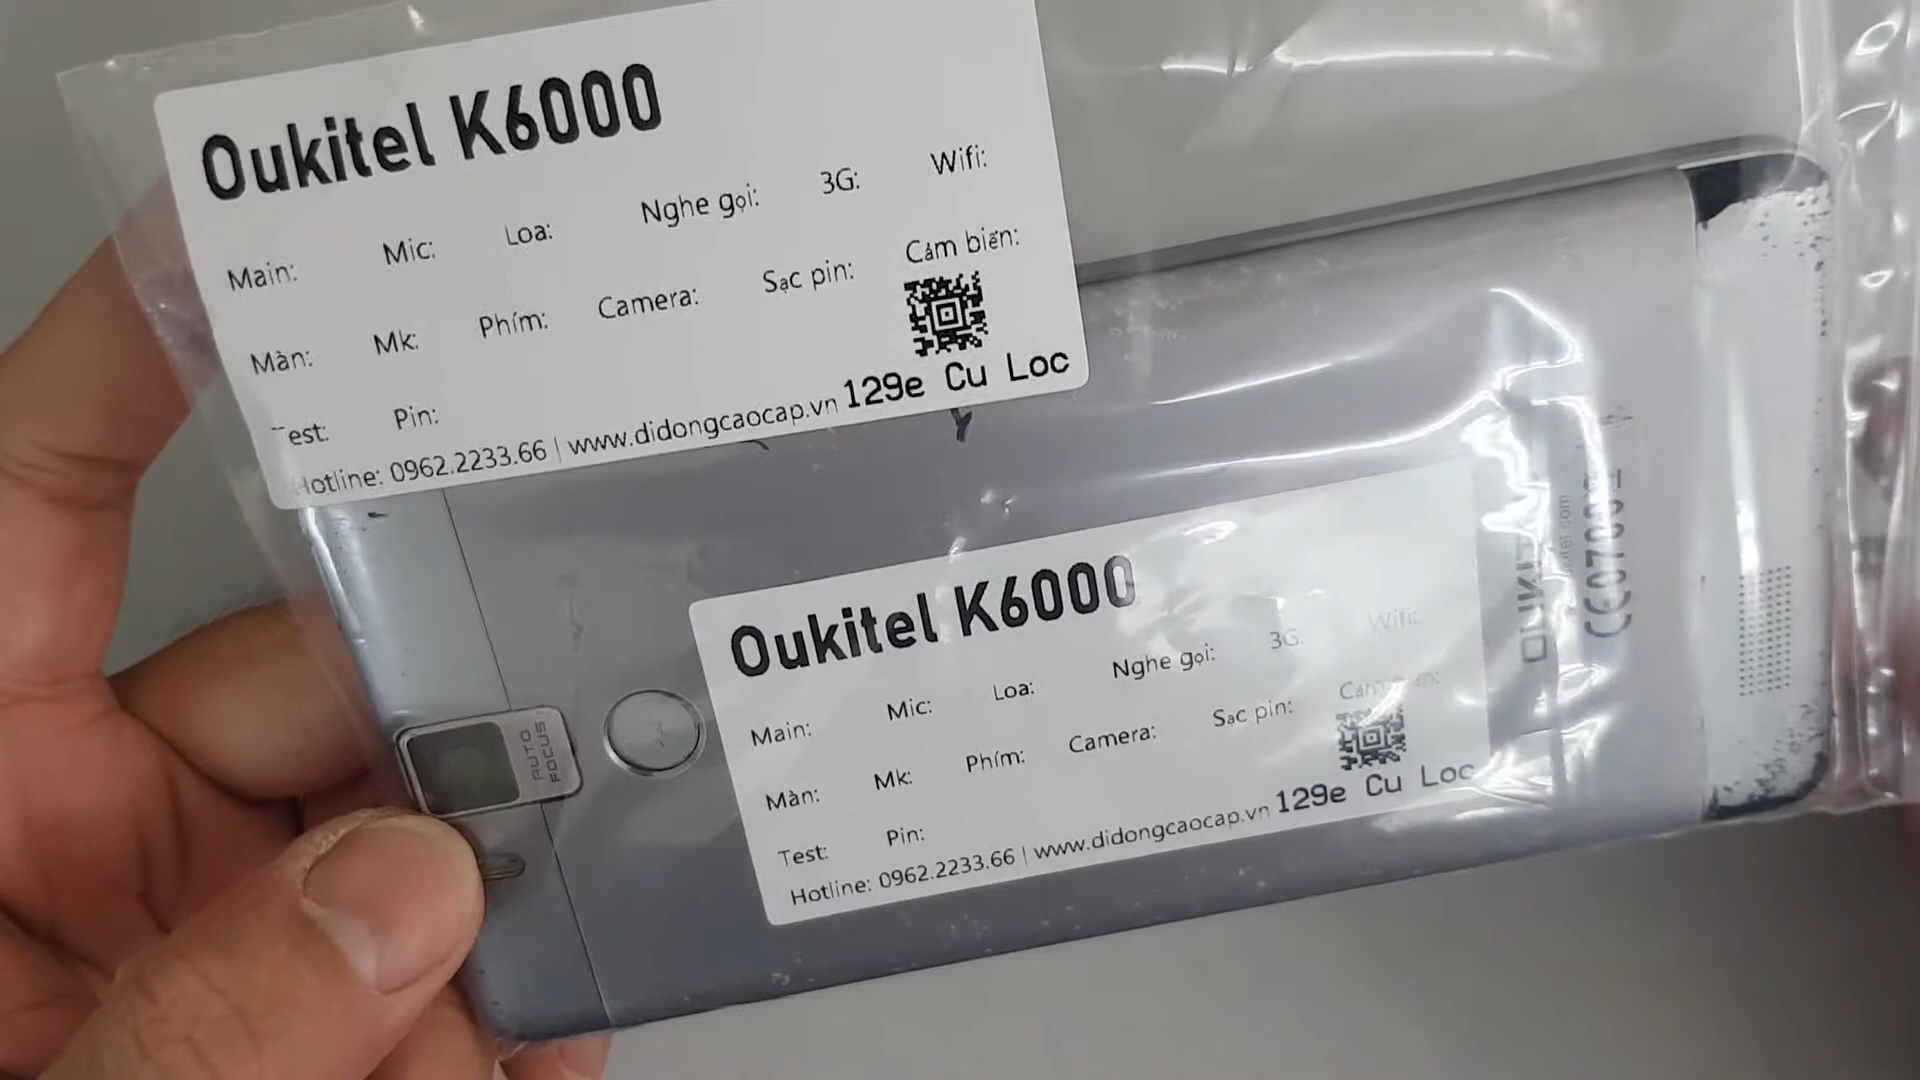 Oukitel K6000
Main: Mic: Loa: Nghe gọi: 3G: Wifi:
Màn: Mk: Phím: Camera: Sạc pin: Cảm biến:
est: Pin:
Hotline: 0962.2233.66 | www.didongcaocap.vn 129e Cu Loc
AUTO
FOCUS
Oukitel K6000
Main: Mic: Loa: Nghe gọi: 3G: Wifi:
Màn: Mk: Phím: Camera: Sạc pin:
Test: Pin:
Hotline: 0962.2233.66 | www.didongcaocap.vn 129e Cu Loc